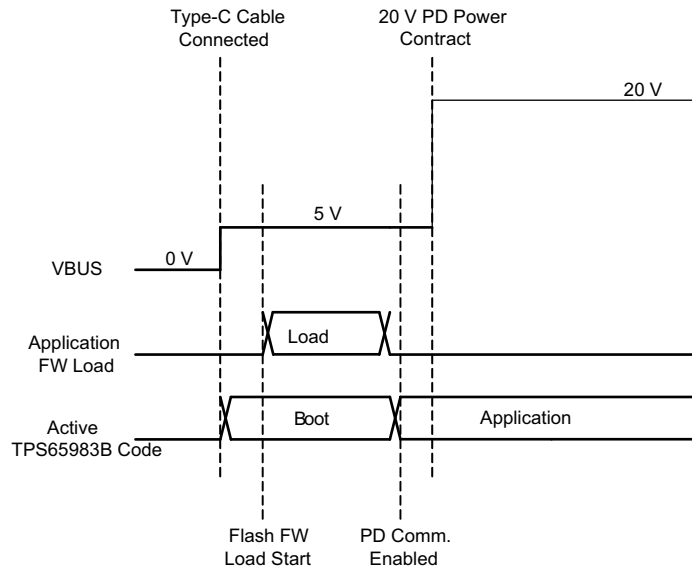 Type-C Cable
Connected
20 V PD Power
Contract
20 V
5 V
0 V
VBUS
Load
Application
FW Load
Boot
Application
Active
TPS65983B Code
Flash FW
Load Start
PD Comm.
Enabled